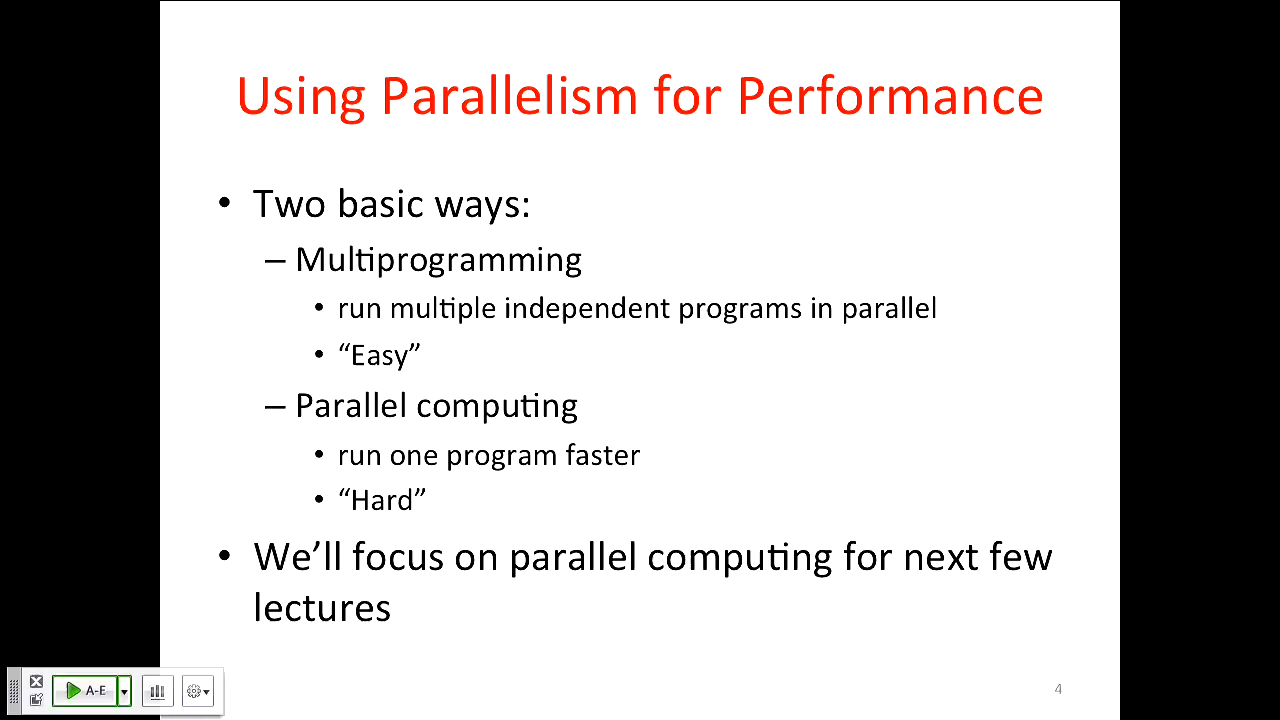 Using Parallelism for Performance
• Two basic ways:
– Multiprogramming
• run multiple independent programs in parallel
• “Easy”
– Parallel computing
• run one program faster
• “Hard”
• We’ll focus on parallel computing for next few
lectures
A-E
4